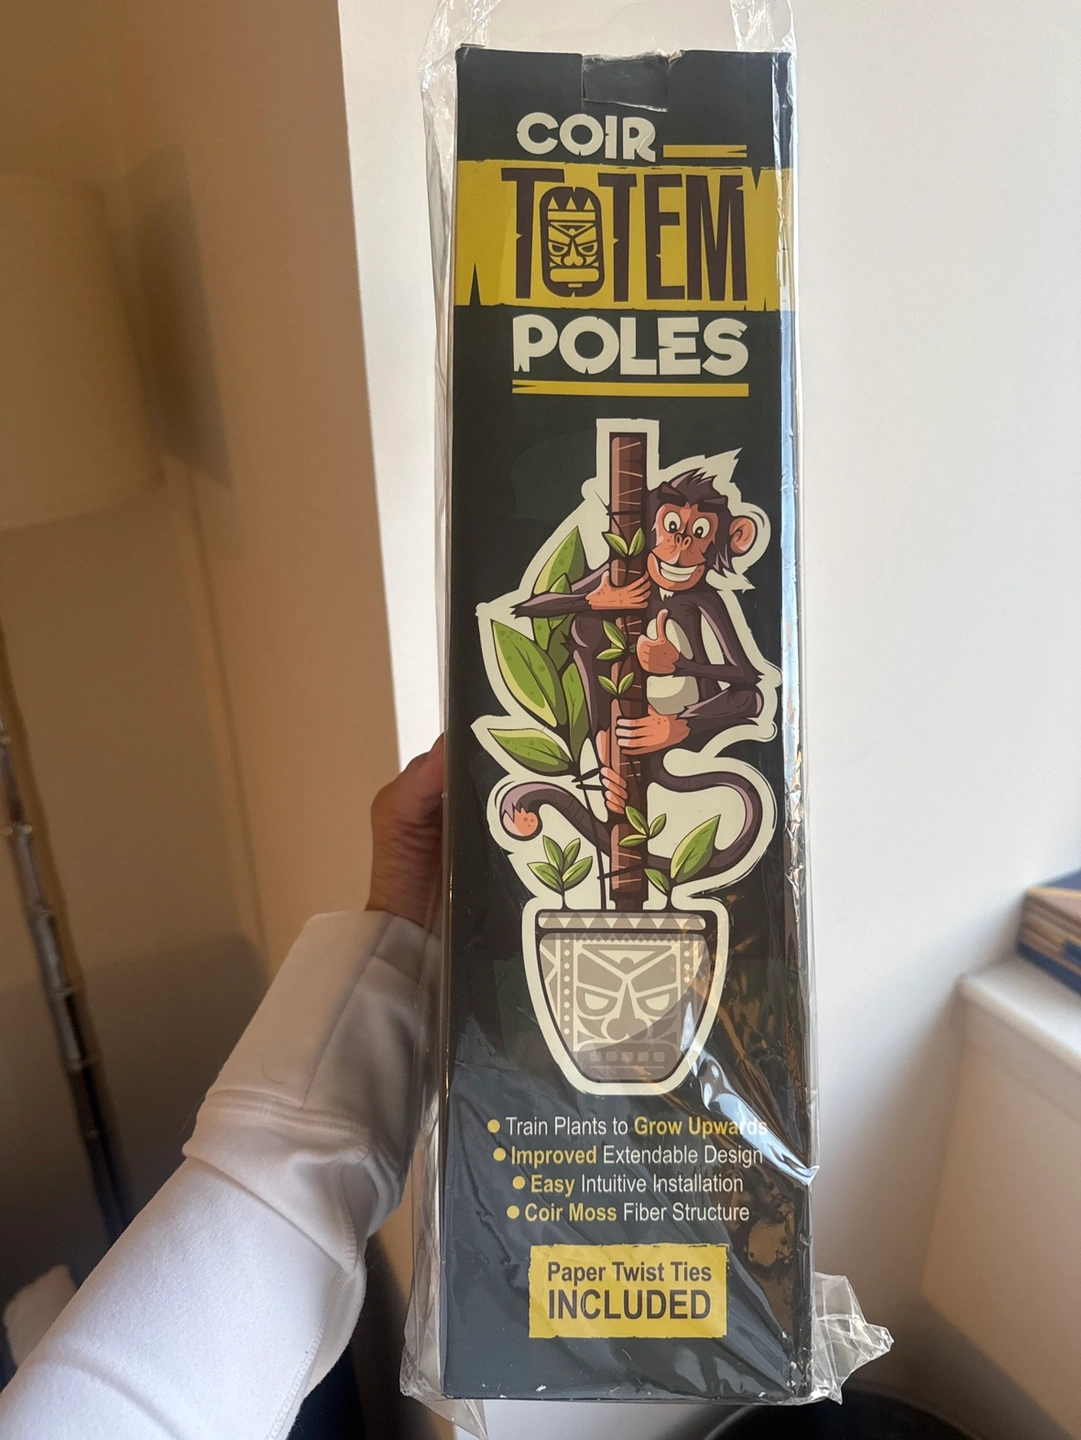 COIR
TOTEM
POLES
Train Plants to Grow Upwards
Improved Extendable Design
Easy Intuitive Installation
Coir Moss Fiber Structure
Paper Twist Ties
INCLUDED